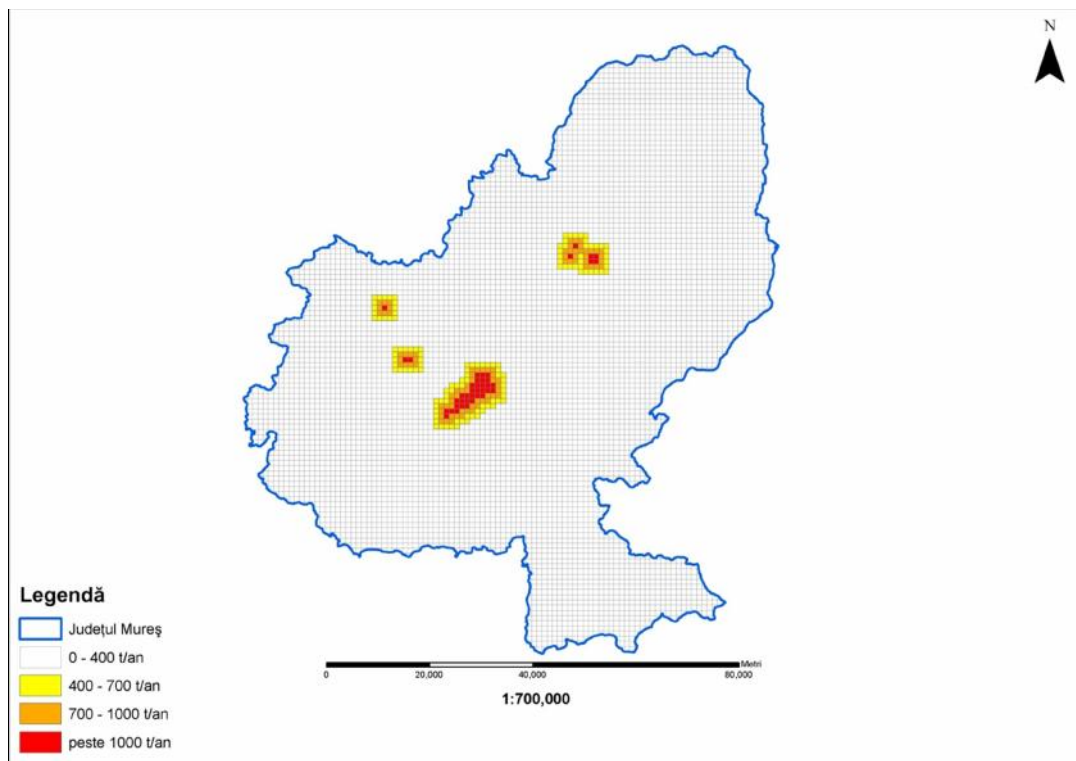 N
Legendă
Județul Mureş
0 - 400 t/an
400 - 700 t/an
700 - 1000 t/an
peste 1000 t/an
Metri
0 20,000 40,000 80,000
1:700,000